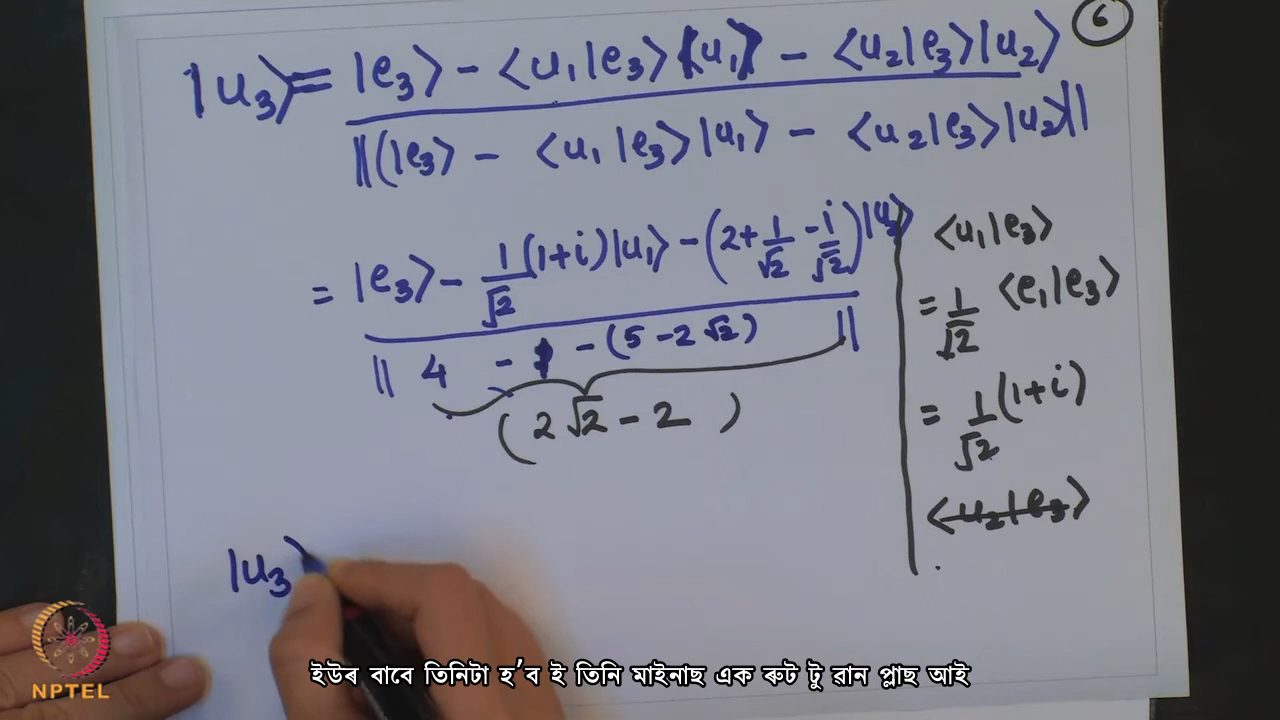 6
|u₃⟩ = |e₃⟩ - ⟨u₁|e₃⟩ |u₁⟩ - ⟨u₂|e₃⟩|u₂⟩
||(|e₃⟩ - ⟨u₁|e₃⟩|u₁⟩ - ⟨u₂|e₃⟩|u₂⟩||
= |e₃⟩ - 1/√2 (1+i)|u₁⟩ - (2 + 1/√2 - i/√2)|u₂⟩
|| 4 - 1 - (5 - 2√2) ||
(2√2 - 2)
⟨u₁|e₃⟩
= 1/√2 ⟨e₁|e₃⟩
= 1/√2 (1+i)
⟨u₂|e₃⟩
|u₃⟩
NPTEL
ইউৰ বাবে তিনিটা হ’ব ই তিনি মাইনাছ এক ৰুট টু ৱান প্লাছ আই